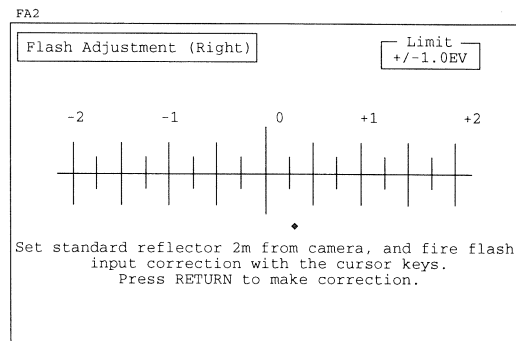 FA2
Flash Adjustment (Right)
Limit
+/-1.0EV
-2 -1 0 +1 +2
Set standard reflector 2m from camera, and fire flash
input correction with the cursor keys.
Press RETURN to make correction.